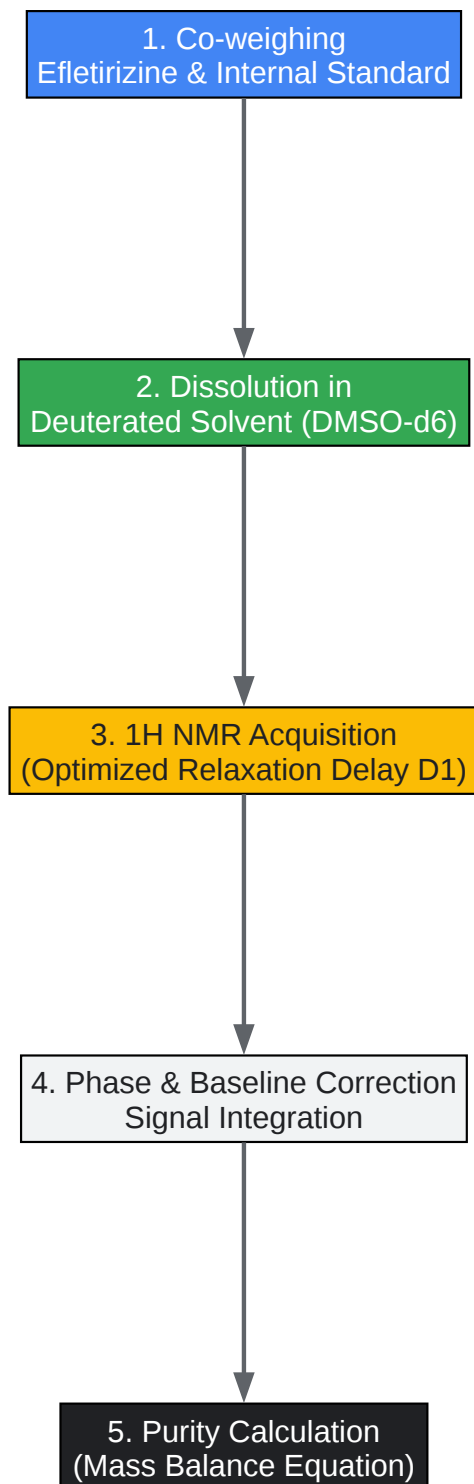 1. Co-weighing
Efletirizine & Internal Standard
2. Dissolution in
Deuterated Solvent (DMSO-d6)
3. 1H NMR Acquisition
(Optimized Relaxation Delay D1)
4. Phase & Baseline Correction
Signal Integration
5. Purity Calculation
(Mass Balance Equation)